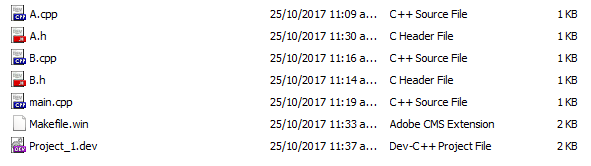 A.cpp 25/10/2017 11:09 a... C++ Source File 1 KB
A.h 25/10/2017 11:30 a... C Header File 1 KB
B.cpp 25/10/2017 11:16 a... C++ Source File 1 KB
B.h 25/10/2017 11:14 a... C Header File 1 KB
main.cpp 25/10/2017 11:19 a... C++ Source File 1 KB
Makefile.win 25/10/2017 11:33 a... Adobe CMS Extension 2 KB
Project_1.dev 25/10/2017 11:37 a... Dev-C++ Project File 2 KB